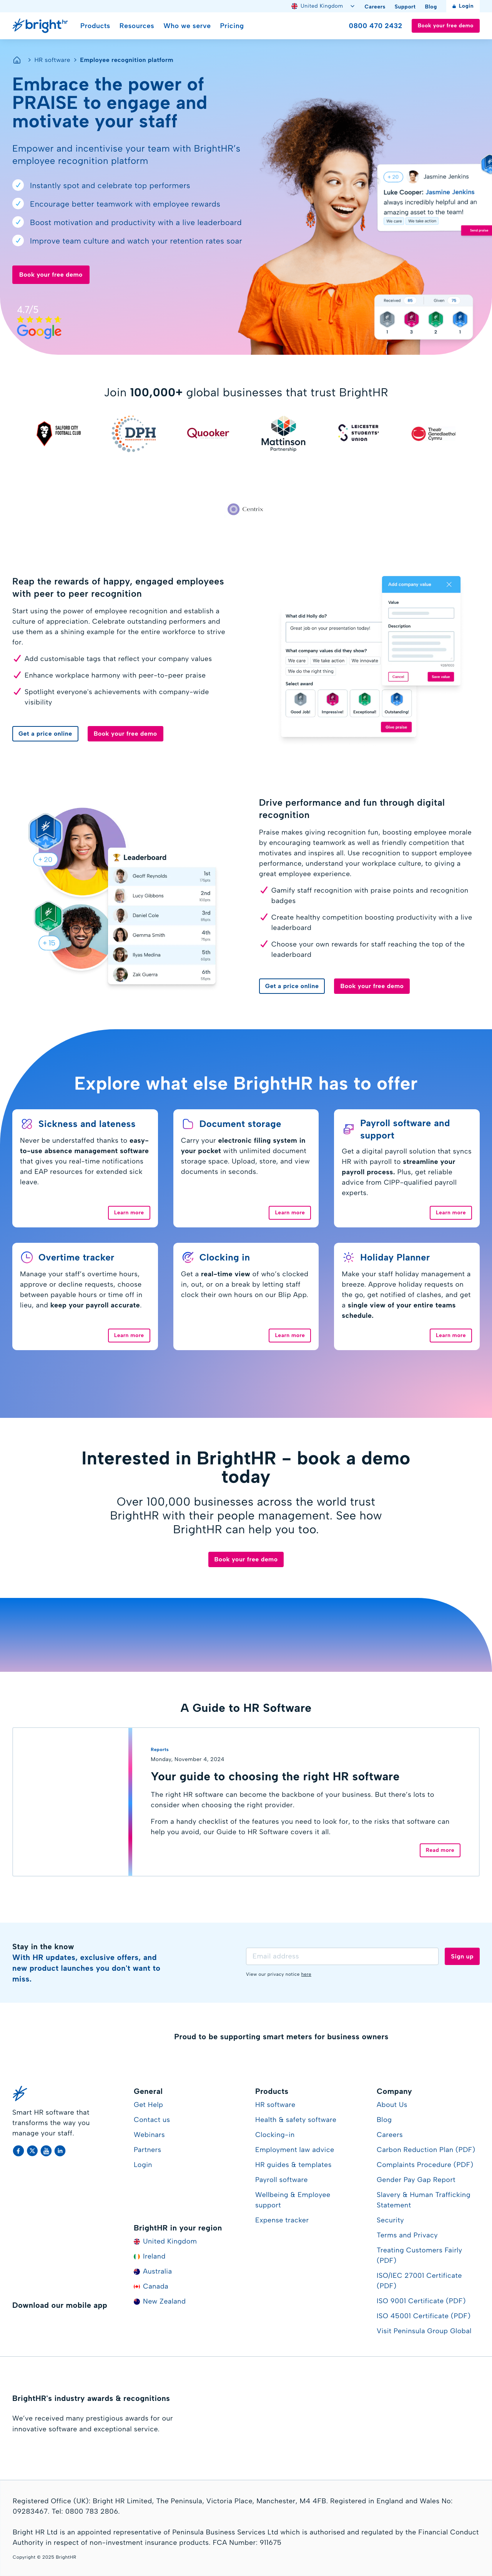 United Kingdom
Careers
Support
Blog
Login
bright hr
Products
Resources
Who we serve
Pricing
0800 470 2432
Book your free demo
HR software
Employee recognition platform
Embrace the power of
PRAISE to engage and
motivate your staff
Empower and incentivise your team with BrightHR's
employee recognition platform
Instantly spot and celebrate top performers
Encourage better teamwork with employee rewards
Boost motivation and productivity with a live leaderboard
Improve team culture and watch your retention rates soar
Book your free demo
4.7/5
Google
+ 20
Jasmine Jenkins
Luke Cooper: Jasmine Jenkins
always incredibly helpful and an
amazing asset to the team!
We care
We take action
Send praise
Received
Given
75
1
3
2
1
Join 100,000+ global businesses that trust BrightHR
SALFORD CITY
FOOTBALL CLUB
DPH
Quooker
Mattinson
Partnership
LEICESTER
STUDENTS'
UNION
Theatr
Genedlaethol
Cymru
Centrix
Reap the rewards of happy, engaged employees
with peer to peer recognition
Start using the power of employee recognition and establish a
culture of appreciation. Celebrate outstanding performers and
use them as a shining example for the entire workforce to strive
for.
Add customisable tags that reflect your company values
Enhance workplace harmony with peer-to-peer praise
Spotlight everyone's achievements with company-wide
visibility
Get a price online
Book your free demo
Add company value
Value
Description
Cancel
Save value
What did Holly do?
Great job on your presentation today!
What company values did they show?
We care
We take action
We innovate
We do the right thing
Select award
Good Job!
Impressive!
Exceptional!
Outstanding!
Give praise
+ 20
+ 15
Leaderboard
Geoff Reynolds
1st
Lucy Gibbons
2nd
Daniel Cole
3rd
Gemma Smith
4th
Ilyas Medina
5th
Zak Guerra
6th
Drive performance and fun through digital
recognition
Praise makes giving recognition fun, boosting employee morale
by encouraging teamwork as well as friendly competition that
motivates and inspires all. Use recognition to support employee
performance, understand your workplace culture, to giving a
great employee experience.
Gamify staff recognition with praise points and recognition
badges
Create healthy competition boosting productivity with a live
leaderboard
Choose your own rewards for staff reaching the top of the
leaderboard
Get a price online
Book your free demo
Explore what else BrightHR has to offer
Sickness and lateness
Never be understaffed thanks to easy-
to-use absence management software
that gives you real-time notifications
and EAP resources for extended sick
leave.
Learn more
Document storage
Carry your electronic filing system in
your pocket with unlimited document
storage space. Upload, store, and view
documents in seconds.
Learn more
Payroll software and
support
Get a digital payroll solution that syncs
HR with payroll to streamline your
payroll process. Plus, get reliable
advice from CIPP-qualified payroll
experts.
Learn more
Overtime tracker
Manage your staff's overtime hours,
approve or decline requests, choose
between payable hours or time off in
lieu, and keep your payroll accurate.
Learn more
Clocking in
Get a real-time view of who's clocked
in, out, or on a break by letting staff
clock their own hours on our Blip App.
Learn more
Holiday Planner
Make your staff holiday management a
breeze. Approve holiday requests on
the go, get notified of clashes, and get
a single view of your entire teams
schedule.
Learn more
Interested in BrightHR - book a demo
today
Over 100,000 businesses across the world trust
BrightHR with their people management. See how
BrightHR can help you too.
Book your free demo
A Guide to HR Software
Reports
Monday, November 4, 2024
Your guide to choosing the right HR software
The right HR software can become the backbone of your business. But there's lots to
consider when choosing the right provider.
From a handy checklist of the features you need to look for, to the risks that software can
help you avoid, our Guide to HR Software covers it all.
Read more
Stay in the know
With HR updates, exclusive offers, and
new product launches you don't want to
miss.
Email address
Sign up
View our privacy notice here
Proud to be supporting smart meters for business owners
Smart HR software that
transforms the way you
manage your staff.
General
Get Help
Contact us
Webinars
Partners
Login
Products
HR software
Health & safety software
Clocking-in
Employment law advice
HR guides & templates
Payroll software
Wellbeing & Employee
support
Expense tracker
Company
About Us
Blog
Careers
Carbon Reduction Plan (PDF)
Complaints Procedure (PDF)
Gender Pay Gap Report
Slavery & Human Trafficking
Statement
Security
Terms and Privacy
Treating Customers Fairly
(PDF)
ISO/IEC 27001 Certificate
(PDF)
ISO 9001 Certificate (PDF)
ISO 45001 Certificate (PDF)
Visit Peninsula Group Global
BrightHR in your region
United Kingdom
Ireland
Australia
Canada
New Zealand
Download our mobile app
BrightHR's industry awards & recognitions
We've received many prestigious awards for our
innovative software and exceptional service.
Registered Office (UK): Bright HR Limited, The Peninsula, Victoria Place, Manchester, M4 4FB. Registered in England and Wales No:
09283467. Tel: 0800 783 2806.
Bright HR Ltd is an appointed representative of Peninsula Business Services Ltd which is authorised and regulated by the Financial Conduct
Authority in respect of non-investment insurance products. FCA Number: 911675
Copyright © 2025 BrightHR